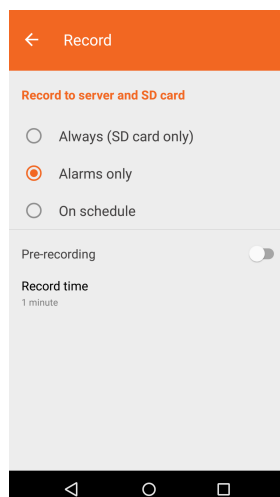 Record
Record to server and SD card
Always (SD card only)
Alarms only
On schedule
Pre-recording
Record time
1 minute